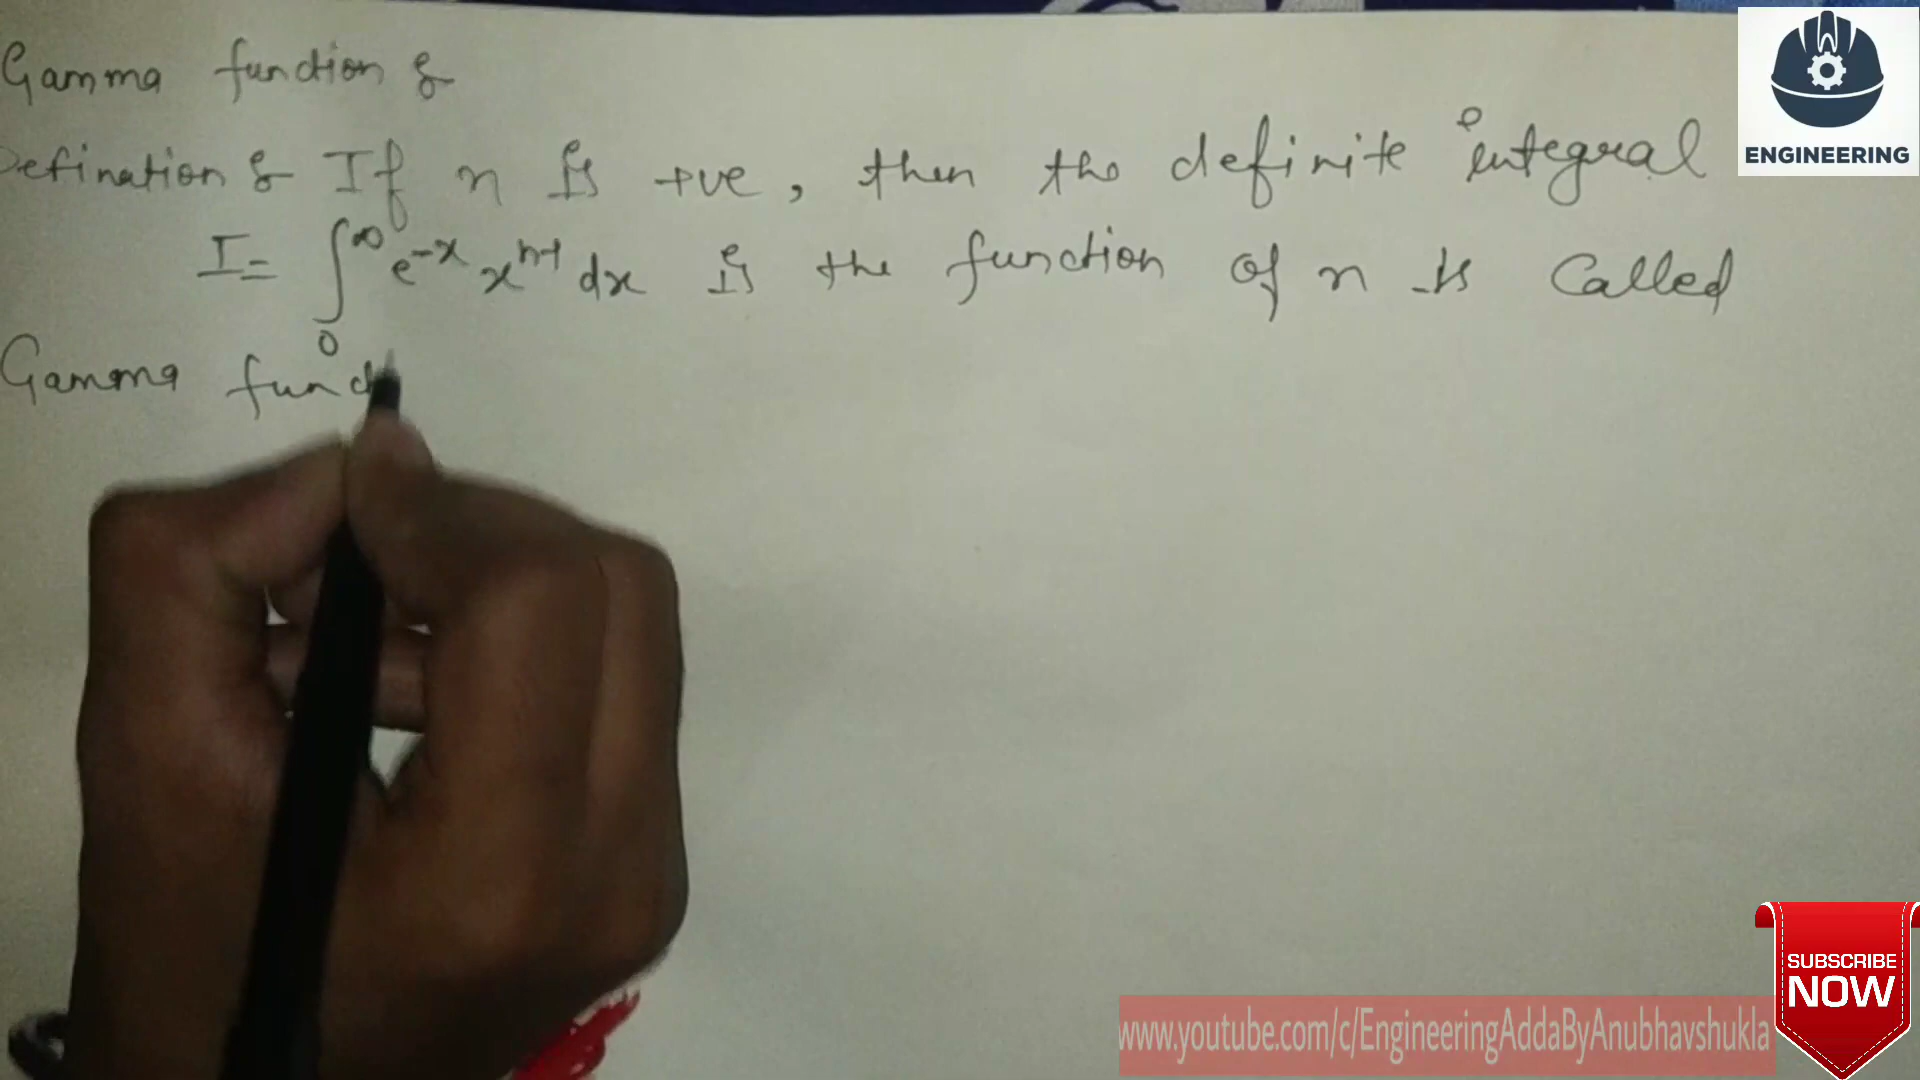 Gamma function :-
Defination :- If n is +ve, then the definite integral
I = ∫₀^∞ e^-x x^n-1 dx is the function of n is called
Gamma func
ENGINEERING
SUBSCRIBE
NOW
www.youtube.com/c/EngineeringAddaByAnubhavshukla